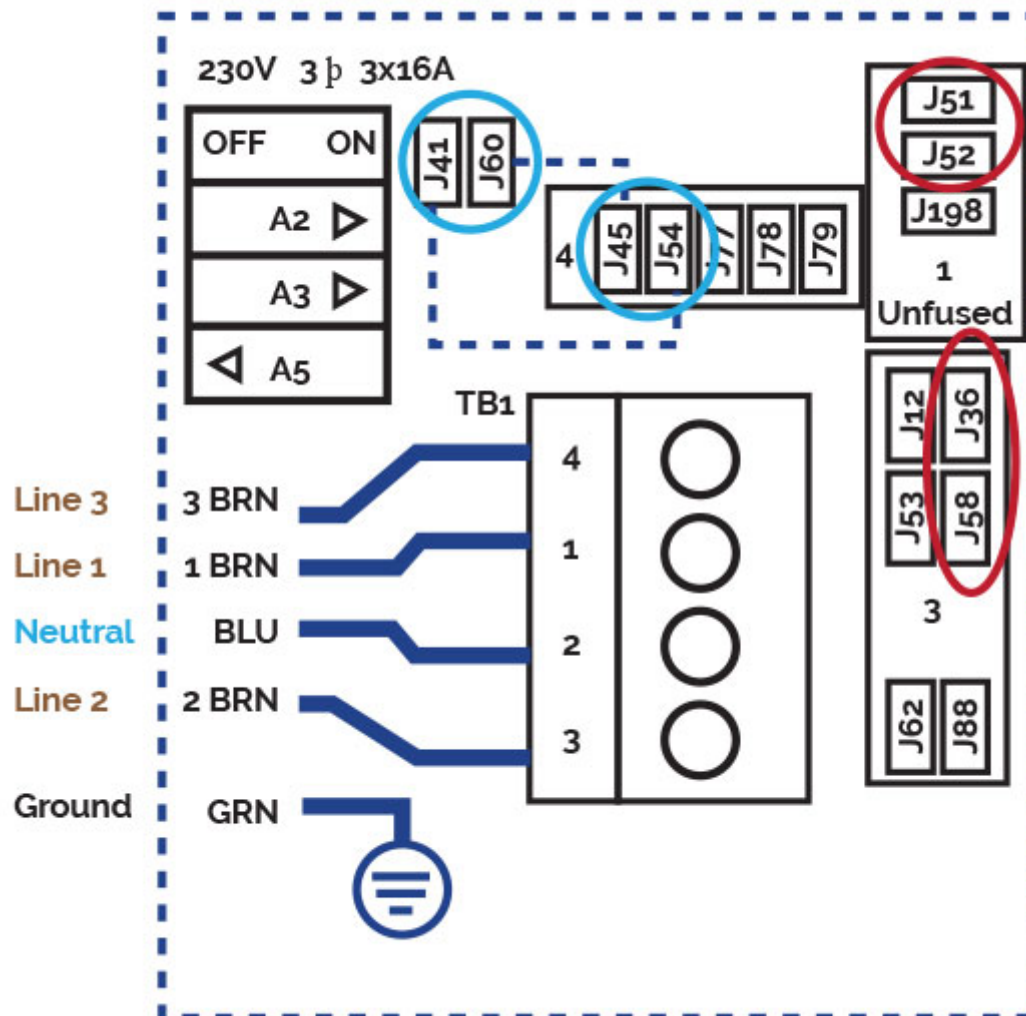 230V 3 þ 3x16A
OFF ON
A2
A3
A5
J41
J60
4
J45
J54
J77
J78
J79
J51
J52
J198
1
Unfused
J12
J36
J53
J58
3
J62
J88
TB1
4
1
2
3
Line 3 3 BRN
Line 1 1 BRN
Neutral BLU
Line 2 2 BRN
Ground GRN